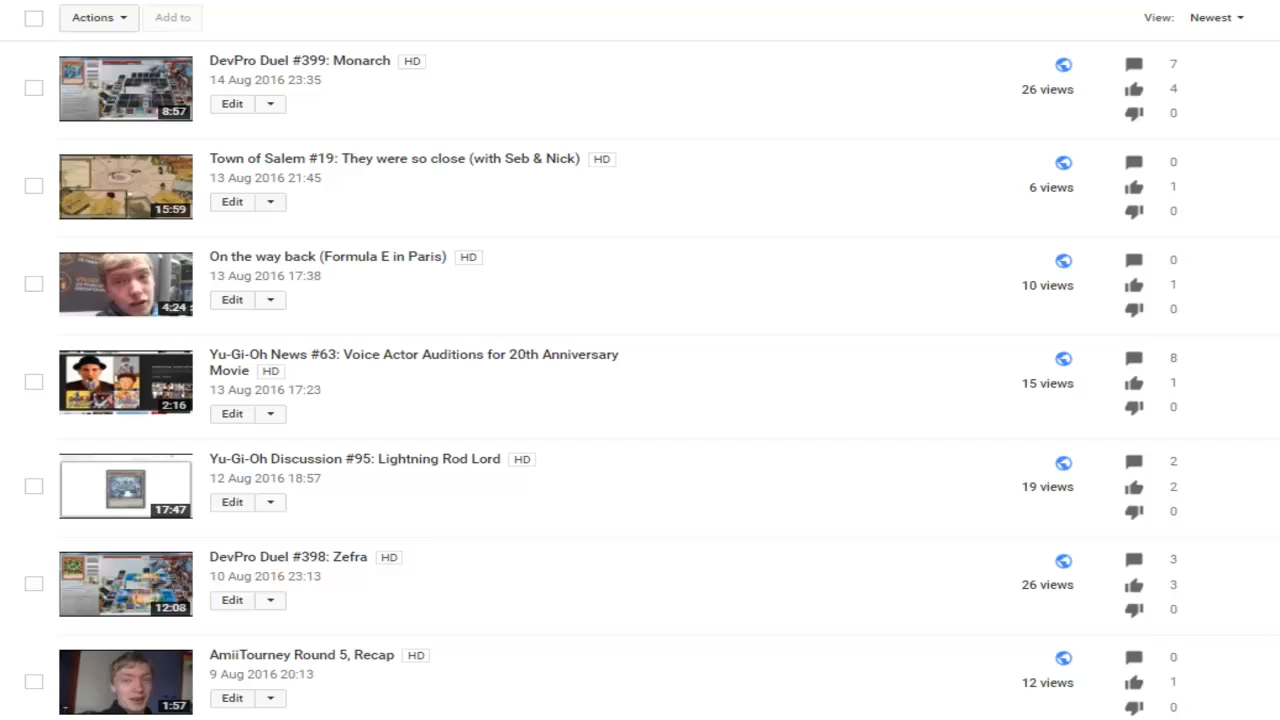 Actions Add to View: Newest
DevPro Duel #399: Monarch HD
14 Aug 2016 23:35
Edit
8:57
26 views
7
4
0
Town of Salem #19: They were so close (with Seb & Nick) HD
13 Aug 2016 21:45
Edit
15:59
6 views
0
1
0
On the way back (Formula E in Paris) HD
13 Aug 2016 17:38
Edit
4:24
10 views
0
1
0
Yu-Gi-Oh News #63: Voice Actor Auditions for 20th Anniversary
Movie HD
13 Aug 2016 17:23
Edit
2:16
15 views
8
1
0
Yu-Gi-Oh Discussion #95: Lightning Rod Lord HD
12 Aug 2016 18:57
Edit
17:47
19 views
2
2
0
DevPro Duel #398: Zefra HD
10 Aug 2016 23:13
Edit
12:08
26 views
3
3
0
AmiiTourney Round 5, Recap HD
9 Aug 2016 20:13
Edit
1:57
12 views
0
1
0